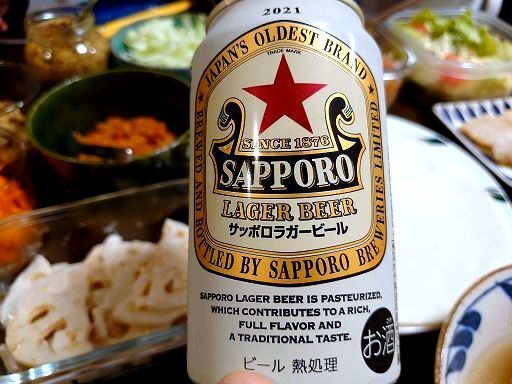 2021
JAPAN'S OLDEST BRAND
TRADE MARK
SINCE 1876
SAPPORO
LAGER BEER
サッポロラガービール
BREWED AND BOTTLED BY SAPPORO BREWERIES LIMITED
SAPPORO LAGER BEER IS PASTEURIZED,
WHICH CONTRIBUTES TO A RICH,
FULL FLAVOR AND
A TRADITIONAL TASTE.
お酒
ビール 熱処理